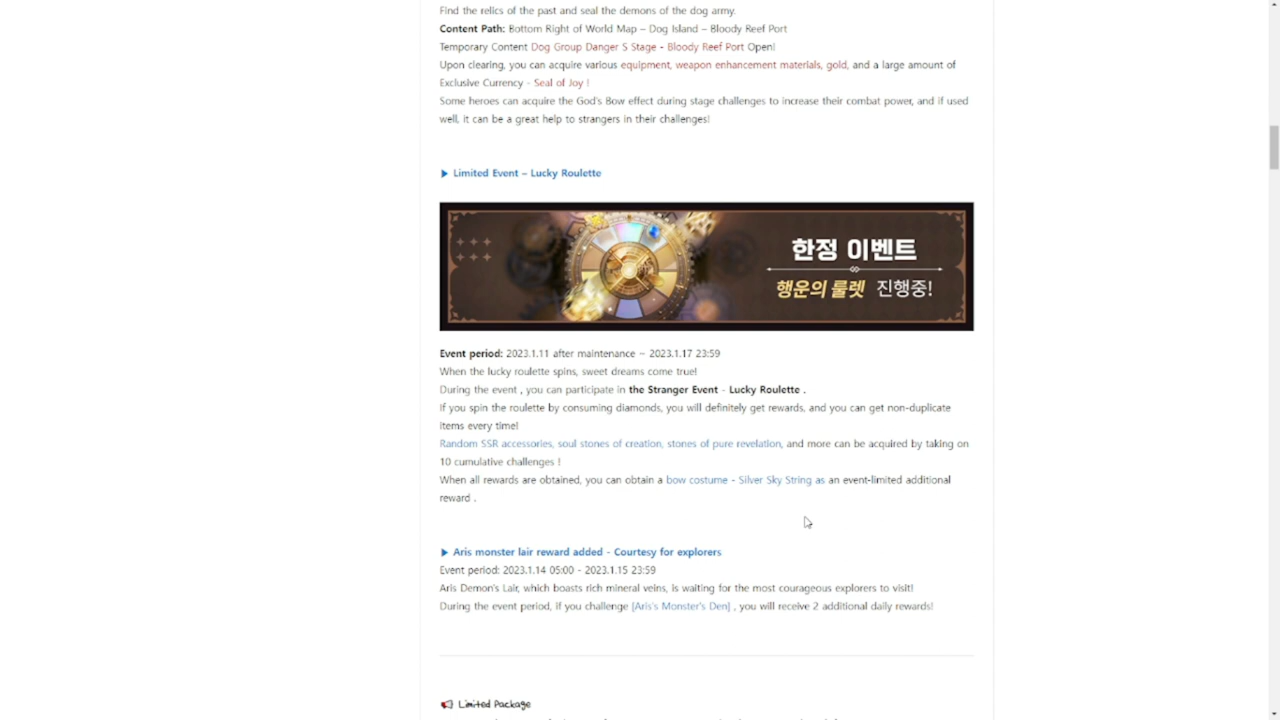 Find the relics of the past and seal the demons of the dog army.
Content Path: Bottom Right of World Map – Dog Island – Bloody Reef Port
Temporary Content Dog Group Danger S Stage - Bloody Reef Port Open!
Upon clearing, you can acquire various equipment, weapon enhancement materials, gold, and a large amount of
Exclusive Currency - Seal of Joy !
Some heroes can acquire the God's Bow effect during stage challenges to increase their combat power, and if used
well, it can be a great help to strangers in their challenges!
▶ Limited Event – Lucky Roulette
한정 이벤트
행운의 룰렛 진행중!
Event period: 2023.1.11 after maintenance ~ 2023.1.17 23:59
When the lucky roulette spins, sweet dreams come true!
During the event , you can participate in the Stranger Event - Lucky Roulette .
If you spin the roulette by consuming diamonds, you will definitely get rewards, and you can get non-duplicate
items every time!
Random SSR accessories, soul stones of creation, stones of pure revelation, and more can be acquired by taking on
10 cumulative challenges !
When all rewards are obtained, you can obtain a bow costume - Silver Sky String as an event-limited additional
reward .
▶ Aris monster lair reward added - Courtesy for explorers
Event period: 2023.1.14 05:00 - 2023.1.15 23:59
Aris Demon's Lair, which boasts rich mineral veins, is waiting for the most courageous explorers to visit!
During the event period, if you challenge [Aris's Monster's Den] , you will receive 2 additional daily rewards!
Limited Package